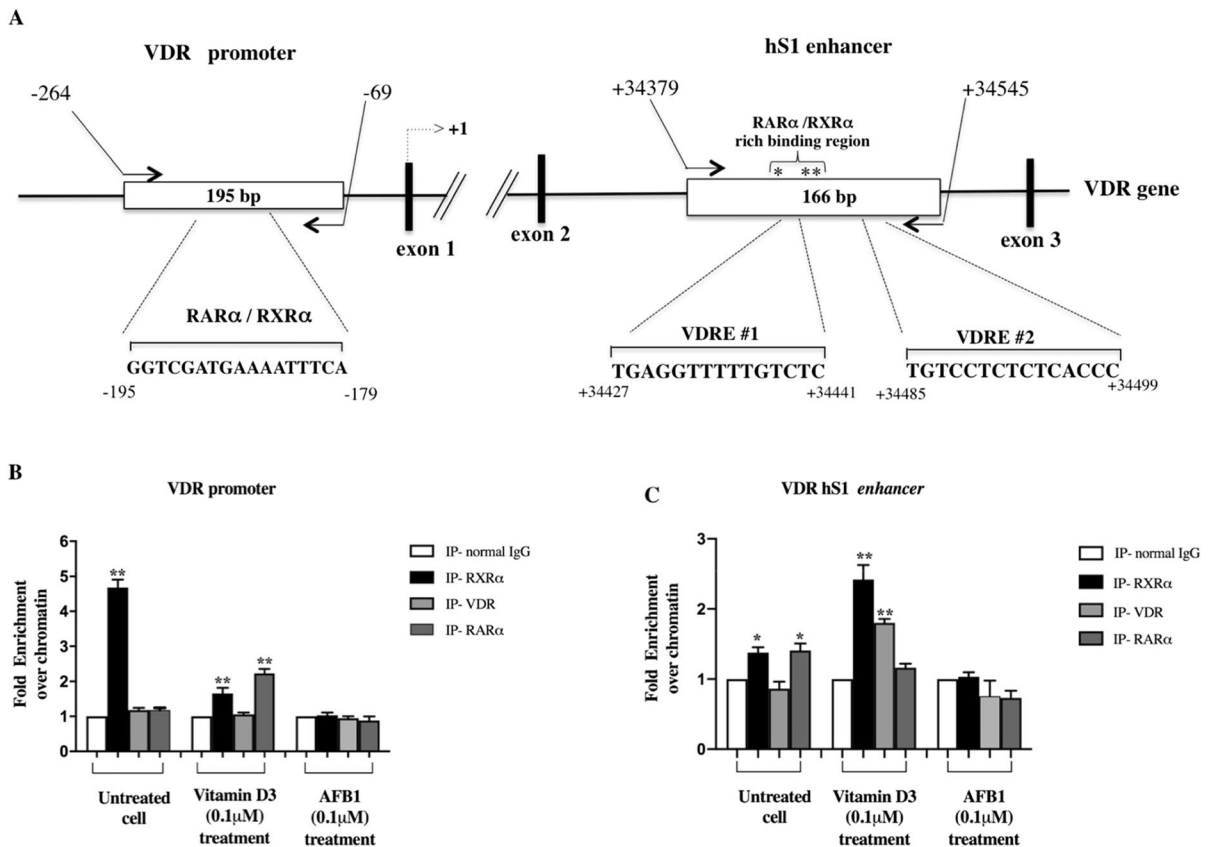 A
VDR promoter
hS1 enhancer
-264
-69
+34379
+34545
+1
RARα /RXRα
rich binding region
* **
195 bp
166 bp
VDR gene
exon 1
exon 2
exon 3
RARα / RXRα
VDRE #1
VDRE #2
GGTCGATGAAAATTTCA
TGAGGTTTTTGTCTC
TGTCCTCTCTCACCC
-195
-179
+34427
+34441
+34485
+34499
B
VDR promoter
Fold Enrichment
over chromatin
6
5
4
3
2
1
0
**
**
**
IP- normal IgG
IP- RXRα
IP- VDR
IP- RARα
Untreated
cell
Vitamin D3
(0.1μM)
treatment
AFB1
(0.1μM)
treatment
C
VDR hS1 enhancer
Fold Enrichment
over chromatin
3
2
1
0
*
*
**
**
IP- normal IgG
IP- RXRα
IP- VDR
IP- RARα
Untreated
cell
Vitamin D3
(0.1μM)
treatment
AFB1
(0.1μM)
treatment